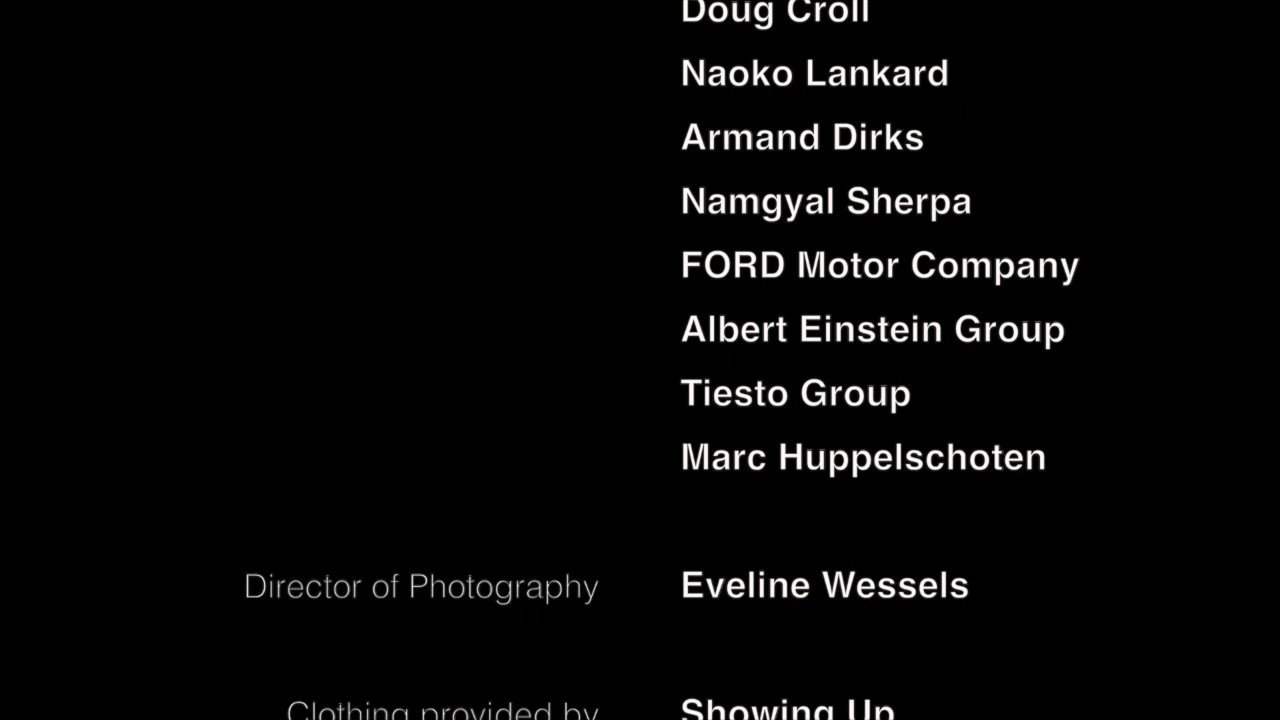 Doug Croll
Naoko Lankard
Armand Dirks
Namgyal Sherpa
FORD Motor Company
Albert Einstein Group
Tiesto Group
Marc Huppelschoten
Director of Photography Eveline Wessels
Clothing provided by Showing Up